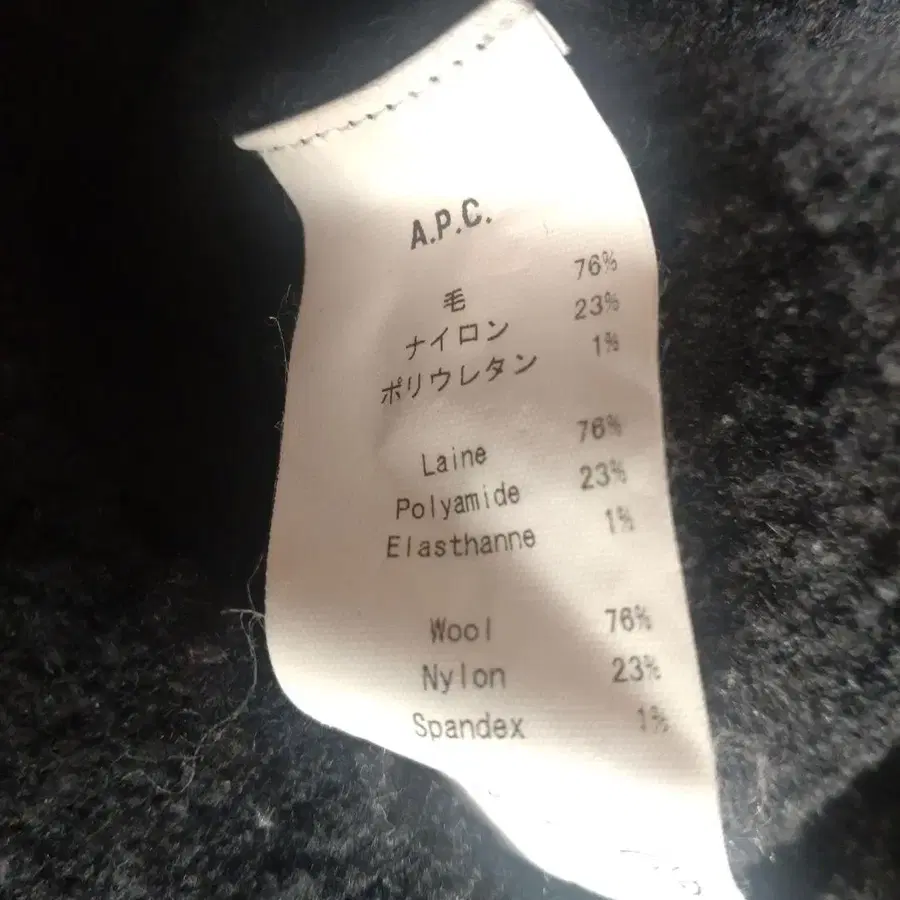 A.P.C.
毛 76%
ナイロン 23%
ポリウレタン 1%
Laine 76%
Polyamide 23%
Elasthanne 1%
Wool 76%
Nylon 23%
Spandex 1%